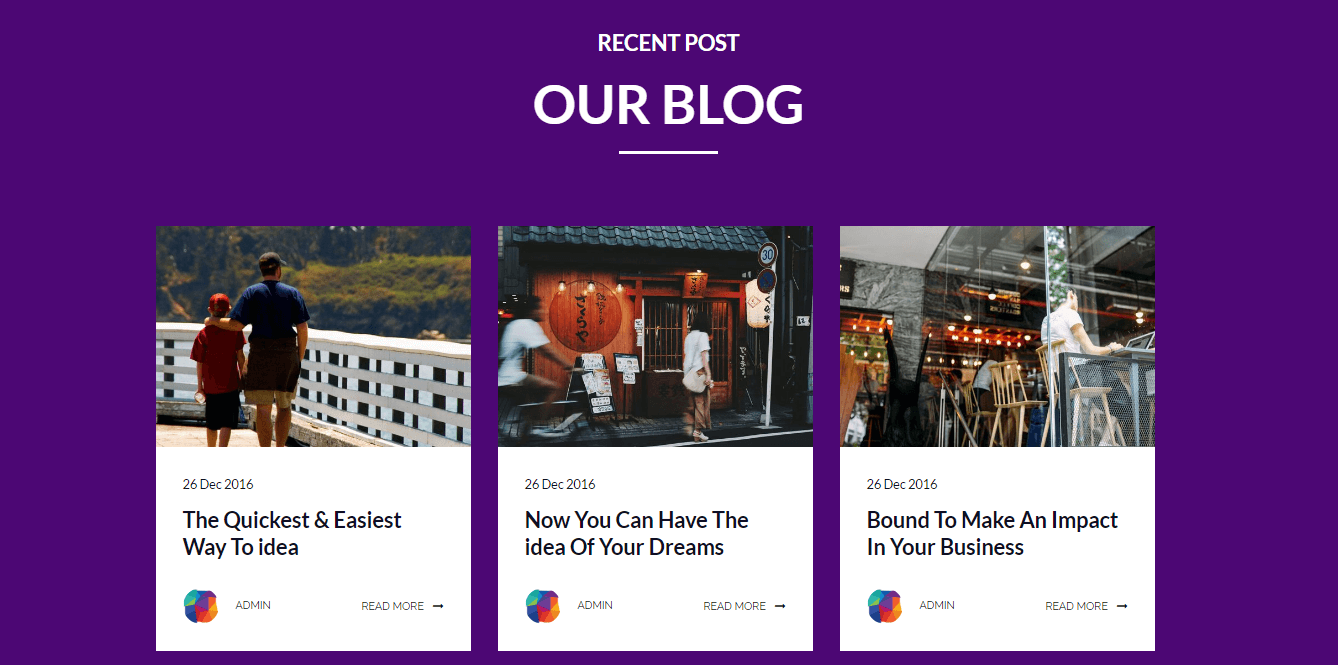 RECENT POST
OUR BLOG
30
26 Dec 2016
The Quickest & Easiest
Way To idea
ADMIN
READ MORE
26 Dec 2016
Now You Can Have The
idea Of Your Dreams
ADMIN
READ MORE
26 Dec 2016
Bound To Make An Impact
In Your Business
ADMIN
READ MORE